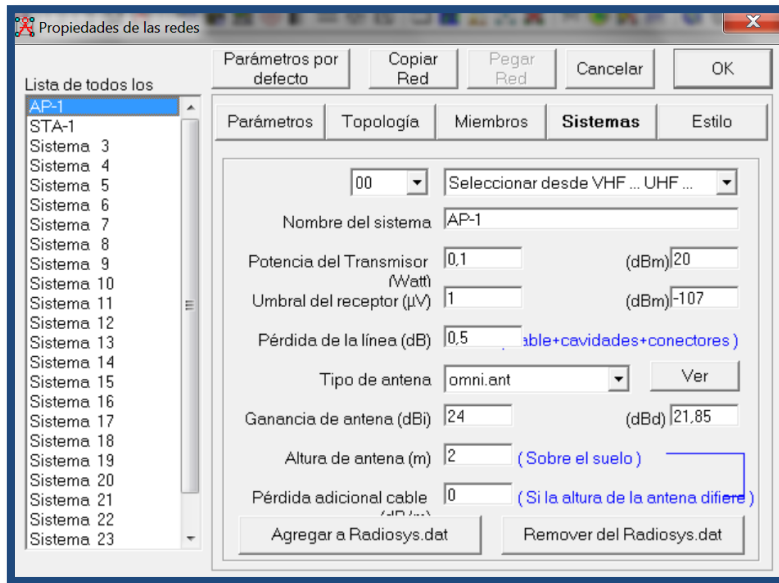 Propiedades de las redes
Parámetros por defecto
Copiar Red
Pegar Red
Cancelar
OK
Lista de todos los
AP-1
STA-1
Sistema 3
Sistema 4
Sistema 5
Sistema 6
Sistema 7
Sistema 8
Sistema 9
Sistema 10
Sistema 11
Sistema 12
Sistema 13
Sistema 14
Sistema 15
Sistema 16
Sistema 17
Sistema 18
Sistema 19
Sistema 20
Sistema 21
Sistema 22
Sistema 23
Parámetros Topología Miembros Sistemas Estilo
00 Seleccionar desde VHF ... UHF ...
Nombre del sistema AP-1
Potencia del Transmisor (Watt) 0,1 (dBm) 20
Umbral del receptor (µV) 1 (dBm) -107
Pérdida de la línea (dB) 0,5 able+cavidades+conectores )
Tipo de antena omni.ant Ver
Ganancia de antena (dBi) 24 (dBd) 21,85
Altura de antena (m) 2 ( Sobre el suelo )
Pérdida adicional cable 0 ( Si la altura de la antena difiere )
Agregar a Radiosys.dat Remover del Radiosys.dat